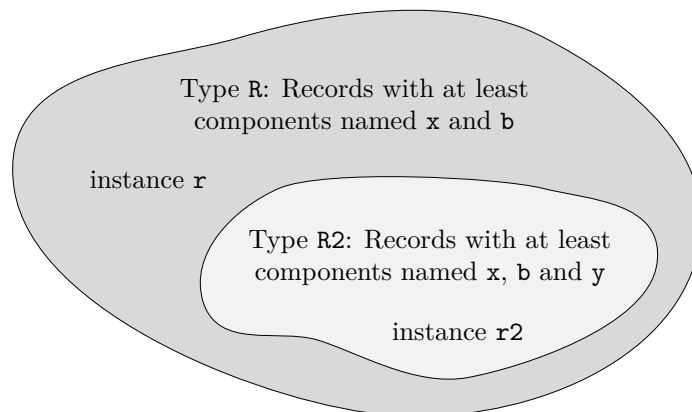 Type R: Records with at least
components named x and b
instance r
Type R2: Records with at least
components named x, b and y
instance r2